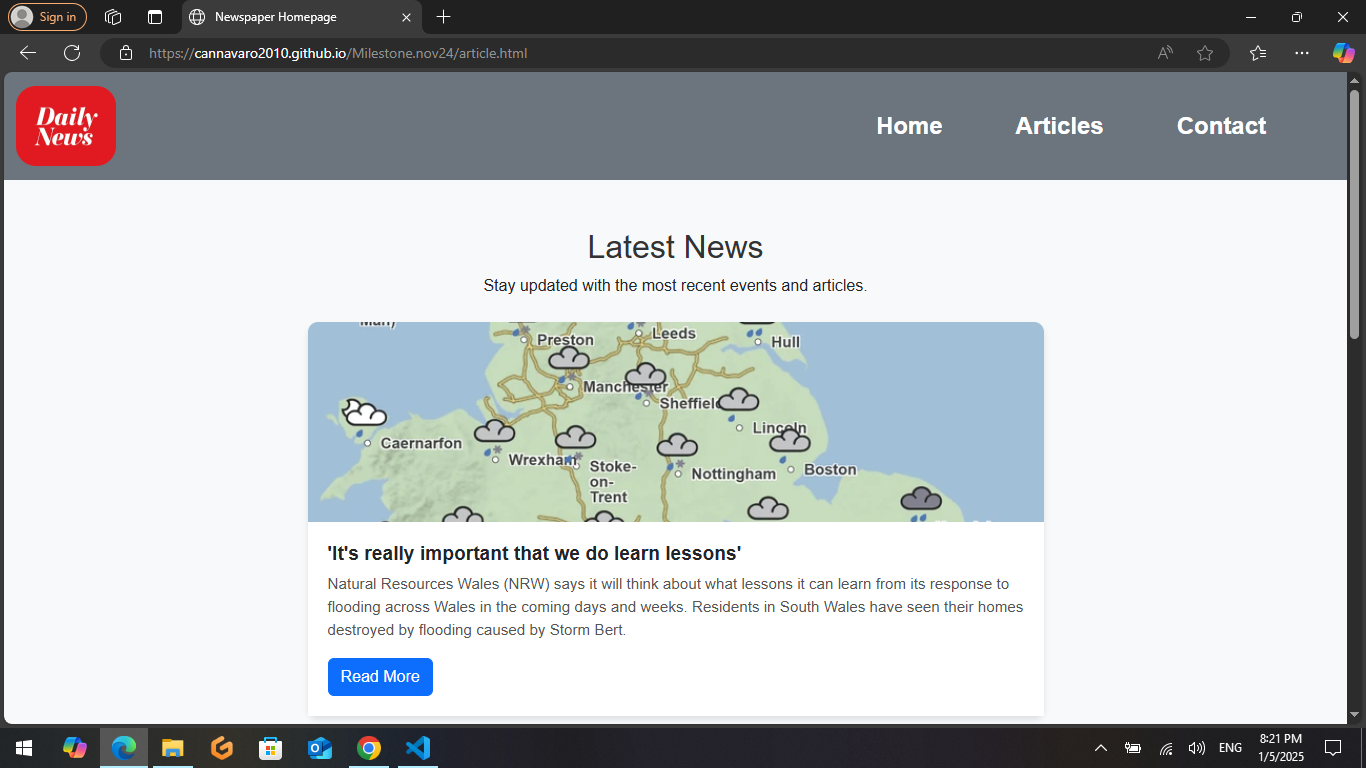 Sign in
Newspaper Homepage
https://cannavaro2010.github.io/Milestone.nov24/article.html
Daily
News
Home
Articles
Contact
Latest News
Stay updated with the most recent events and articles.
Man)
Preston
Leeds
Hull
Manchester
Sheffield
Lincoln
Caernarfon
Wrexham
Stoke-
on-
Trent
Nottingham
Boston
'It's really important that we do learn lessons'
Natural Resources Wales (NRW) says it will think about what lessons it can learn from its response to
flooding across Wales in the coming days and weeks. Residents in South Wales have seen their homes
destroyed by flooding caused by Storm Bert.
Read More
ENG
8:21 PM
1/5/2025